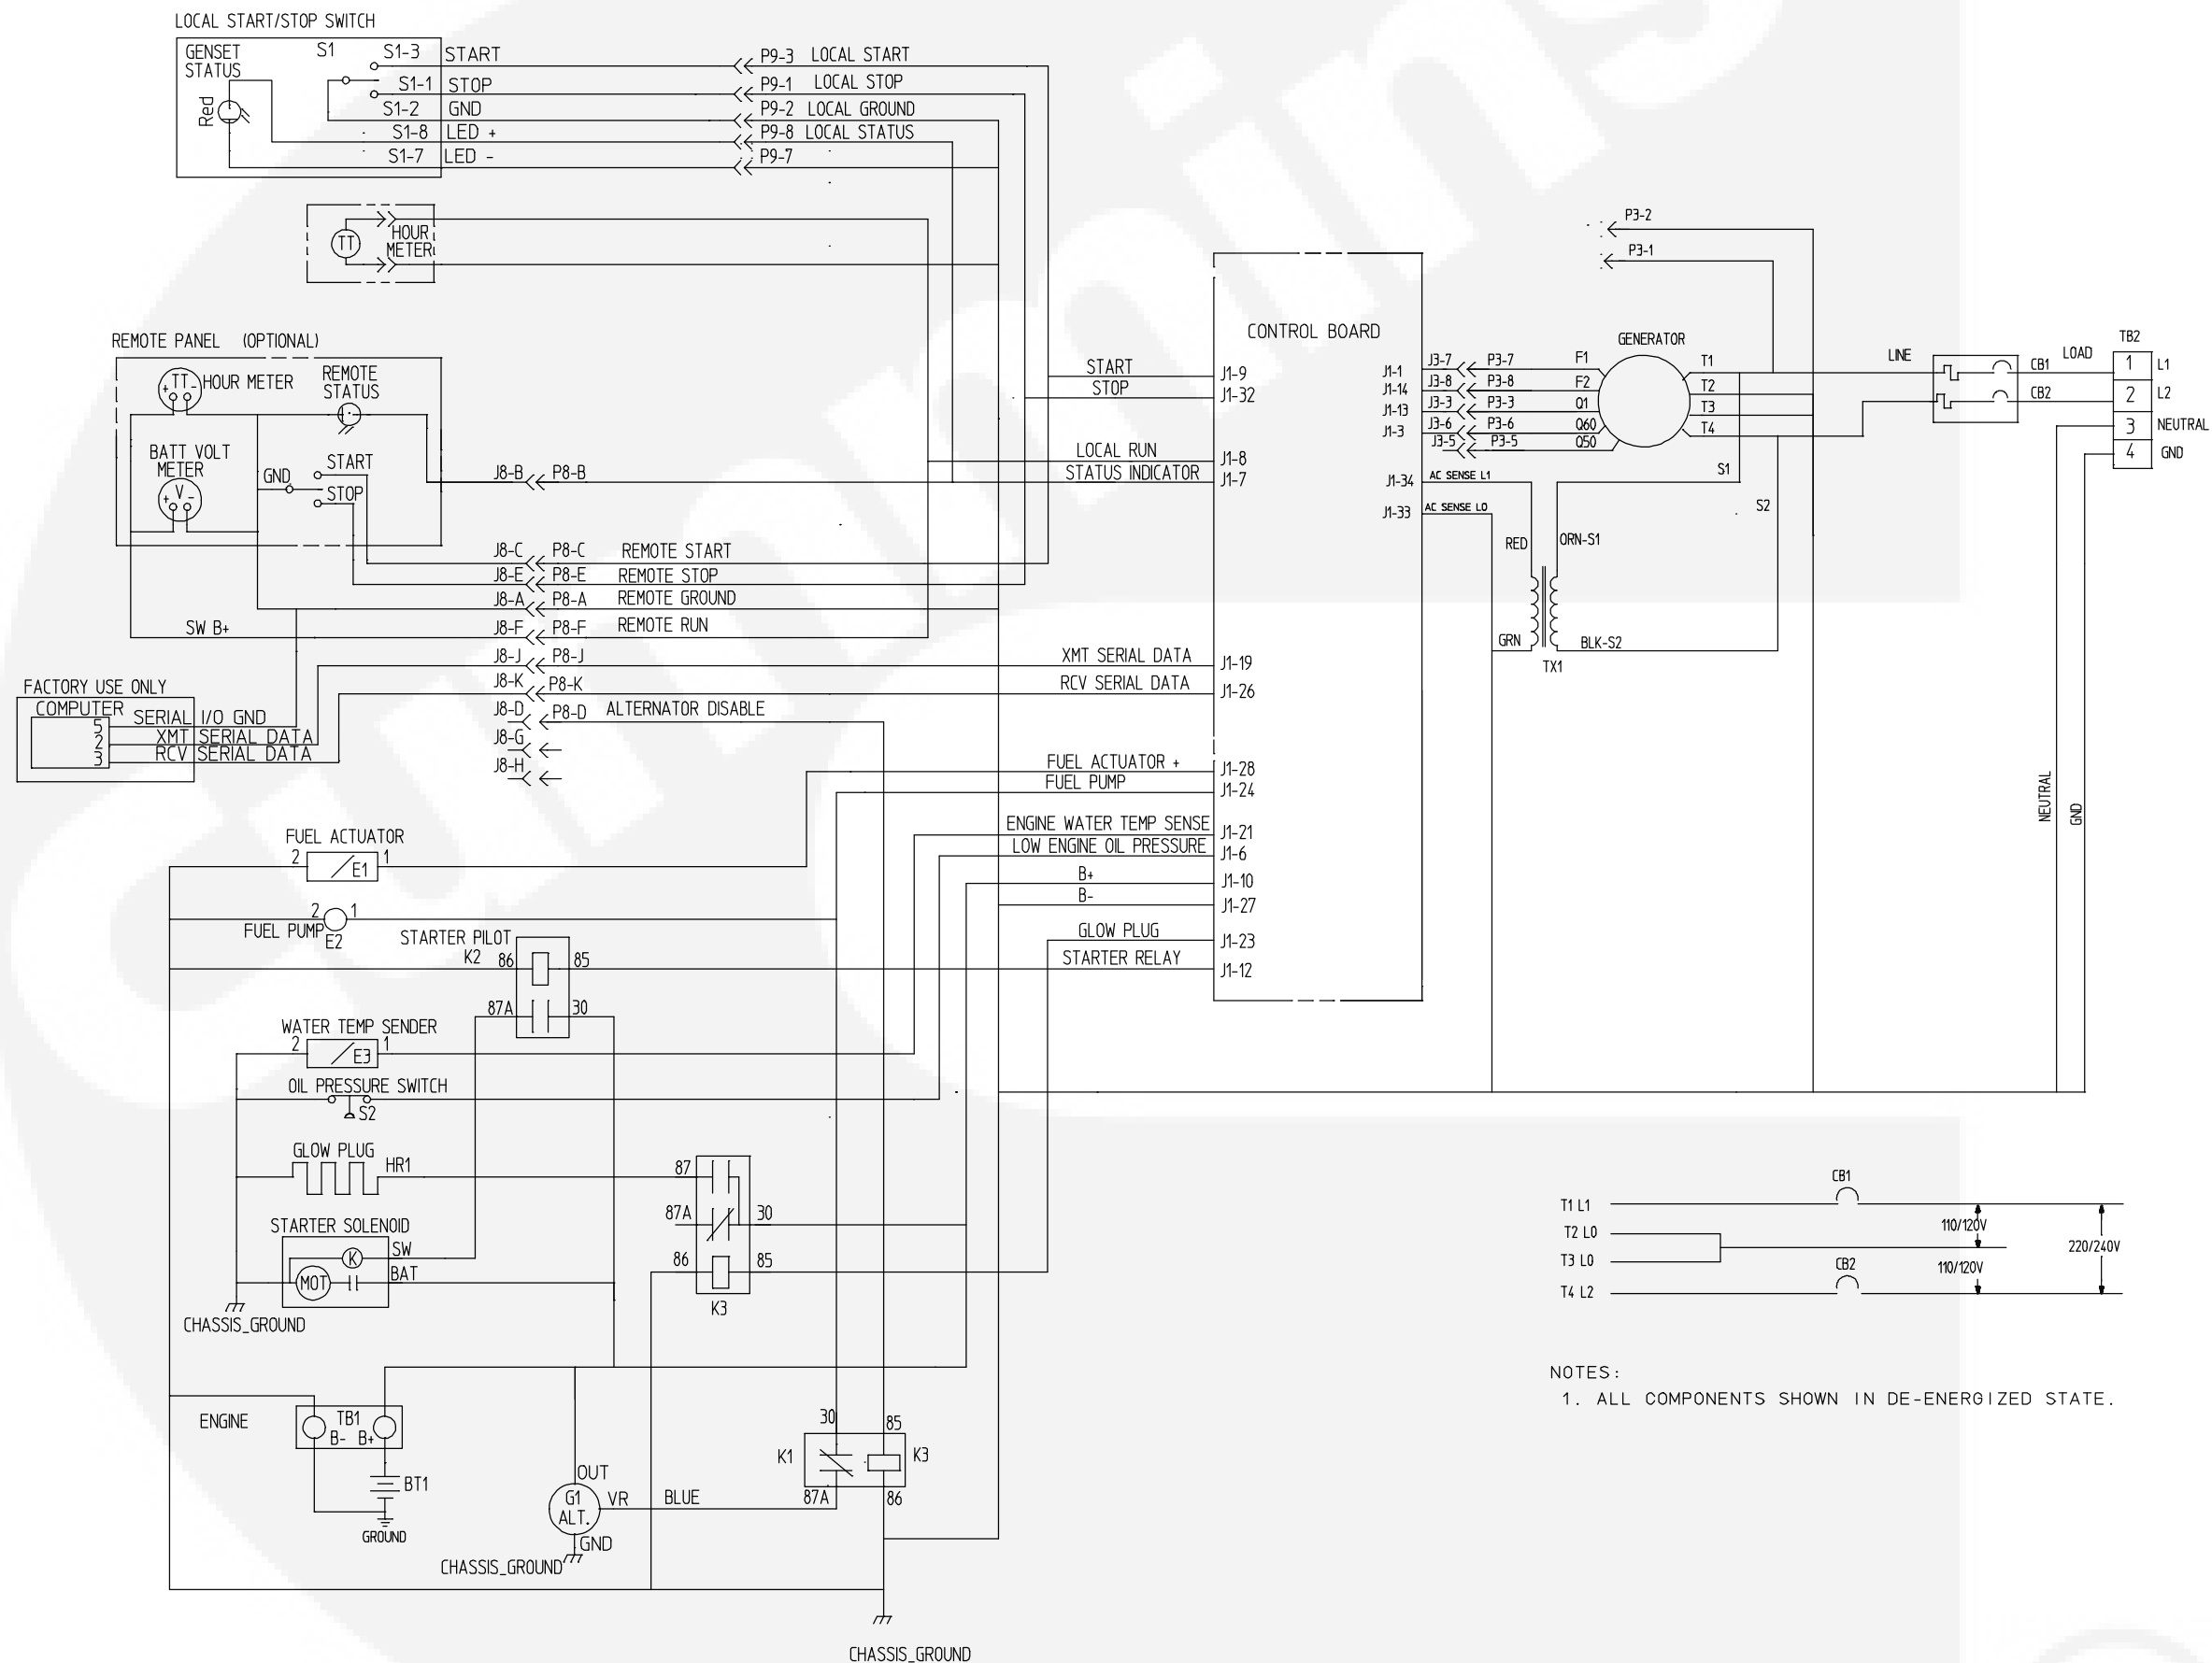 LOCAL START/STOP SWITCH
GENSET STATUS
Red
S1
S1-3 START
S1-1 STOP
S1-2 GND
S1-8 LED +
S1-7 LED -
P9-3 LOCAL START
P9-1 LOCAL STOP
P9-2 LOCAL GROUND
P9-8 LOCAL STATUS
P9-7
TT
HOUR METER
REMOTE PANEL (OPTIONAL)
+ TT -
HOUR METER
REMOTE STATUS
BATT VOLT METER
+ V -
GND
START
STOP
SW B+
J8-B P8-B
J8-C P8-C REMOTE START
J8-E P8-E REMOTE STOP
J8-A P8-A REMOTE GROUND
J8-F P8-F REMOTE RUN
J8-J P8-J
J8-K P8-K
J8-D P8-D ALTERNATOR DISABLE
J8-G
J8-H
FACTORY USE ONLY
COMPUTER
5 SERIAL I/O GND
2 XMT SERIAL DATA
3 RCV SERIAL DATA
CONTROL BOARD
START J1-9
STOP J1-32
LOCAL RUN J1-8
STATUS INDICATOR J1-7
XMT SERIAL DATA J1-19
RCV SERIAL DATA J1-26
FUEL ACTUATOR + J1-28
FUEL PUMP J1-24
ENGINE WATER TEMP SENSE J1-21
LOW ENGINE OIL PRESSURE J1-6
B+ J1-10
B- J1-27
GLOW PLUG J1-23
STARTER RELAY J1-12
J1-1 J3-7 P3-7 F1
J1-14 J3-8 P3-8 F2
J1-13 J3-3 P3-3 Q1
J1-3 J3-6 P3-6 Q60
J3-5 P3-5 Q50
J1-34 AC SENSE L1
J1-33 AC SENSE L0
P3-2
P3-1
GENERATOR
T1
T2
T3
T4
S1
S2
RED
ORN-S1
GRN
BLK-S2
TX1
LINE
LOAD
CB1
CB2
TB2
1 L1
2 L2
3 NEUTRAL
4 GND
NEUTRAL
GND
FUEL ACTUATOR
2 E1 1
2 1
FUEL PUMP E2
STARTER PILOT
K2 86 85
87A 30
WATER TEMP SENDER
2 E3 1
OIL PRESSURE SWITCH
S2
GLOW PLUG
HR1
STARTER SOLENOID
K SW
MOT BAT
CHASSIS_GROUND
87
87A 30
86 85
K3
ENGINE
TB1
B- B+
BT1
GROUND
OUT
G1 ALT.
VR BLUE
GND
CHASSIS_GROUND
30 85
K1 K3
87A 86
CHASSIS_GROUND
T1 L1 CB1
T2 L0
T3 L0
T4 L2 CB2
110/120V
110/120V
220/240V
NOTES:
1. ALL COMPONENTS SHOWN IN DE-ENERGIZED STATE.
Cummins